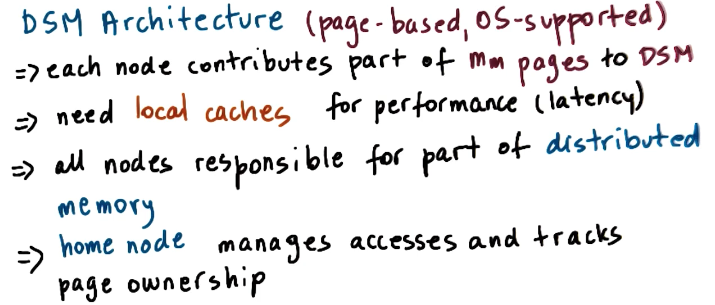 DSM Architecture (page-based, OS-supported)
=> each node contributes part of mm pages to DSM
=> need local caches for performance (latency)
=> all nodes responsible for part of distributed
memory
=> home node manages accesses and tracks
page ownership